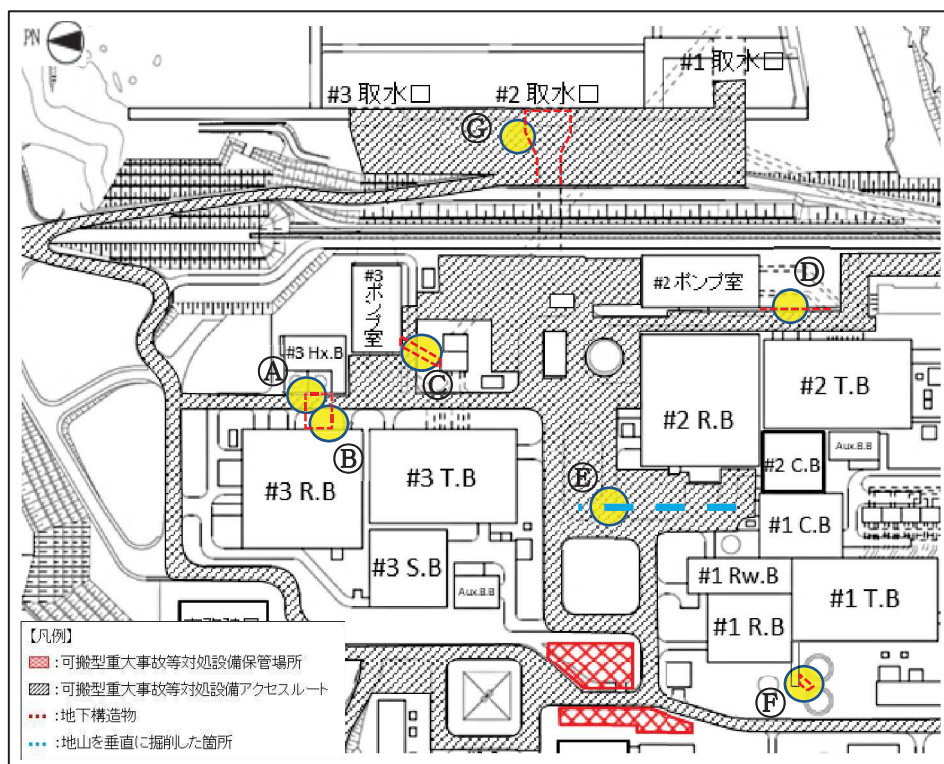 PN
#1 取水口
#3 取水口
#2 取水口
Ⓖ
#3 ポンプ室
#2 ポンプ室
Ⓓ
#3 Hx.B
Ⓐ
Ⓒ
Ⓑ
#2 R.B
#2 T.B
#3 R.B
#3 T.B
#2 C.B
Aux.B.B
Ⓔ
#1 C.B
#3 S.B
Aux.B.B
#1 Rw.B
#1 R.B
#1 T.B
Ⓕ
【凡例】
:可搬型重大事故等対処設備保管場所
:可搬型重大事故等対処設備アクセスルート
:地下構造物
:地山を垂直に掘削した箇所